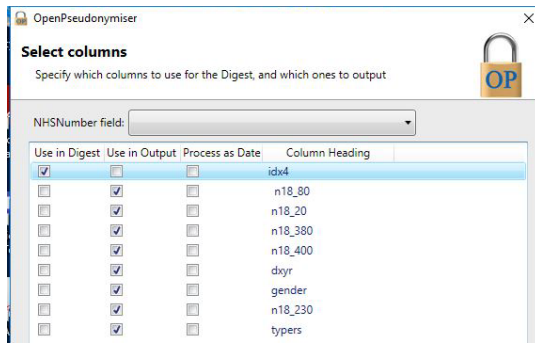 OpenPseudonymiser
Select columns
Specify which columns to use for the Digest, and which ones to output
OP
NHSNumber field:
Use in Digest Use in Output Process as Date Column Heading
idx4
n18_80
n18_20
n18_380
n18_400
dxyr
gender
n18_230
typers